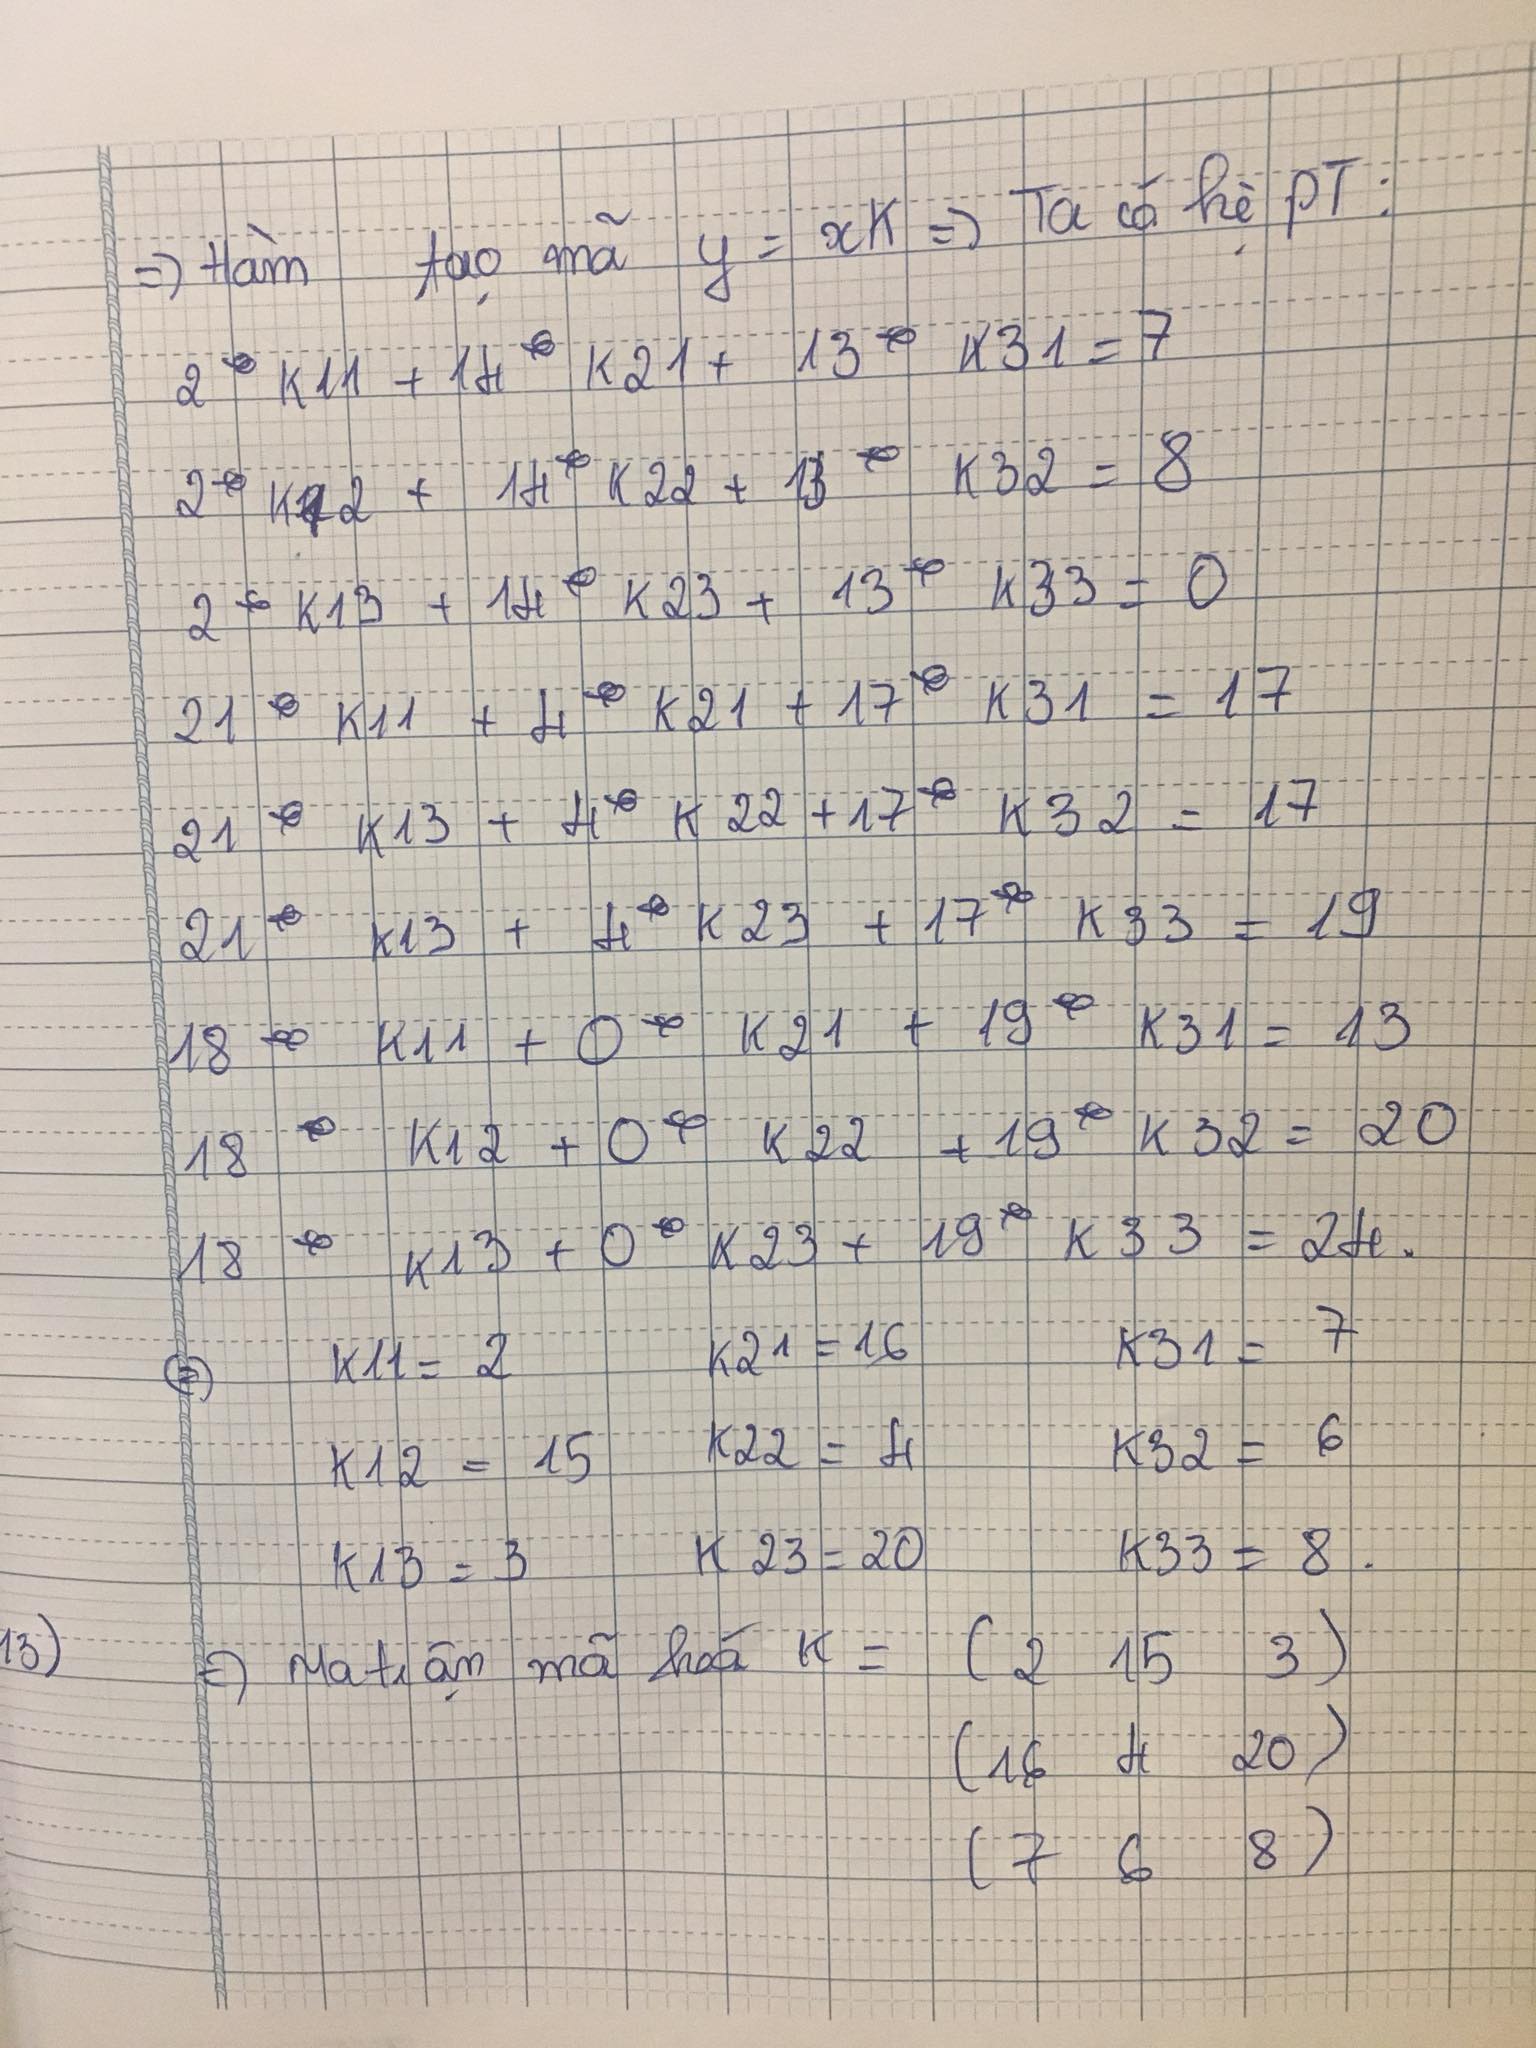 => Hàm tạo mã y = xK => Ta có hệ PT:
2 * K11 + 14 * K21 + 13 * K31 = 7
2 * K12 + 14 * K22 + 13 * K32 = 8
2 * K13 + 14 * K23 + 13 * K33 = 0
21 * K11 + 4 * K21 + 17 * K31 = 17
21 * K13 + 4 * K22 + 17 * K32 = 17
21 * K13 + 4 * K23 + 17 * K33 = 19
18 * K11 + 0 * K21 + 19 * K31 = 13
18 * K12 + 0 * K22 + 19 * K32 = 20
18 * K13 + 0 * K23 + 19 * K33 = 24.
K11 = 2 K21 = 16 K31 = 7
K12 = 15 K22 = 4 K32 = 6
K13 = 3 K23 = 20 K33 = 8.
13) => Ma trận mã hoá K = (2 15 3)
(16 4 20)
(7 6 8)